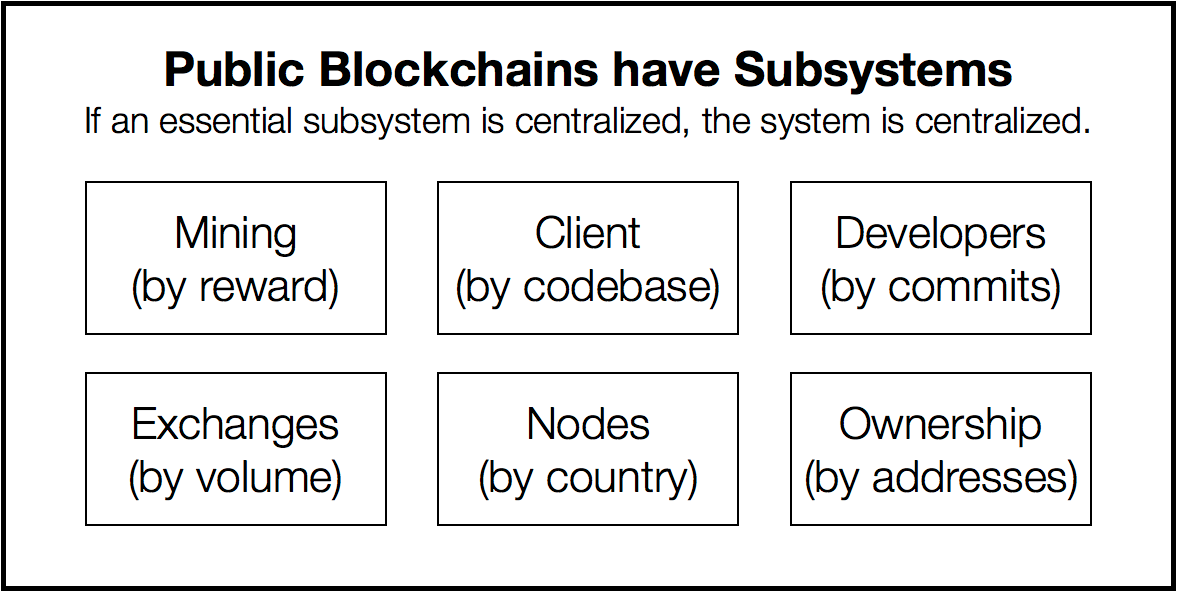 Public Blockchains have Subsystems
If an essential subsystem is centralized, the system is centralized.
Mining
(by reward)
Client
(by codebase)
Developers
(by commits)
Exchanges
(by volume)
Nodes
(by country)
Ownership
(by addresses)